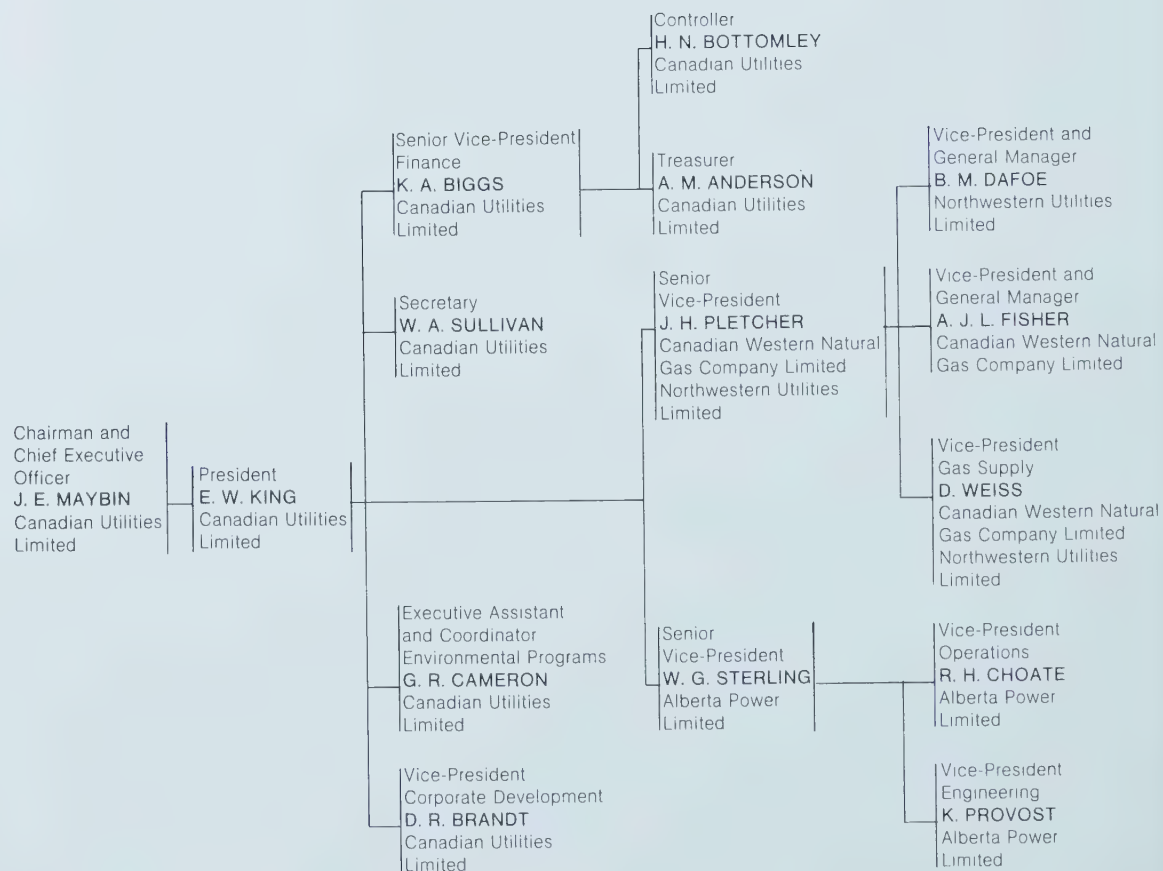 Controller
H. N. BOTTOMLEY
Canadian Utilities
Limited
Senior Vice-President
Finance
K. A. BIGGS
Canadian Utilities
Limited
Treasurer
A. M. ANDERSON
Canadian Utilities
Limited
Vice-President and
General Manager
B. M. DAFOE
Northwestern Utilities
Limited
Secretary
W. A. SULLIVAN
Canadian Utilities
Limited
Senior
Vice-President
J. H. PLETCHER
Canadian Western Natural
Gas Company Limited
Northwestern Utilities
Limited
Vice-President and
General Manager
A. J. L. FISHER
Canadian Western Natural
Gas Company Limited
Chairman and
Chief Executive
Officer
J. E. MAYBIN
Canadian Utilities
Limited
President
E. W. KING
Canadian Utilities
Limited
Vice-President
Gas Supply
D. WEISS
Canadian Western Natural
Gas Company Limited
Northwestern Utilities
Limited
Executive Assistant
and Coordinator
Environmental Programs
G. R. CAMERON
Canadian Utilities
Limited
Senior
Vice-President
W. G. STERLING
Alberta Power
Limited
Vice-President
Operations
R. H. CHOATE
Alberta Power
Limited
Vice-President
Corporate Development
D. R. BRANDT
Canadian Utilities
Limited
Vice-President
Engineering
K. PROVOST
Alberta Power
Limited